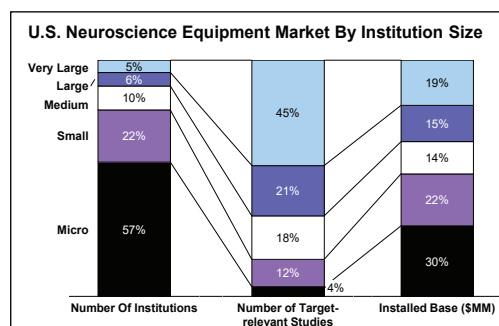 U.S. Neuroscience Equipment Market By Institution Size
Very Large
Large
Medium
Small
Micro
5%
6%
10%
22%
57%
45%
21%
18%
12%
4%
19%
15%
14%
22%
30%
Number Of Institutions
Number of Target-
relevant Studies
Installed Base ($MM)